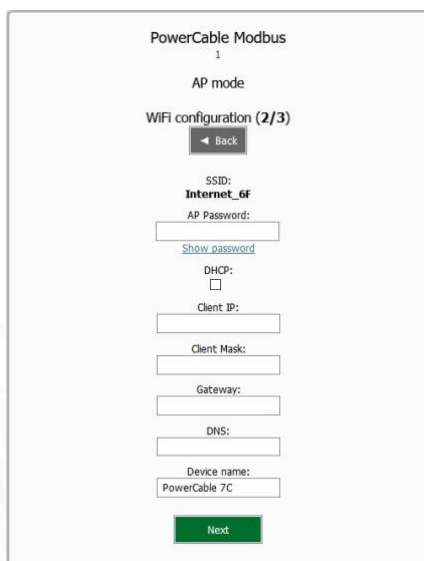 PowerCable Modbus
1
AP mode
WiFi configuration (2/3)
◄ Back
SSID:
Internet_6F
AP Password:
Show password
DHCP:
Client IP:
Client Mask:
Gateway:
DNS:
Device name:
PowerCable 7C
Next